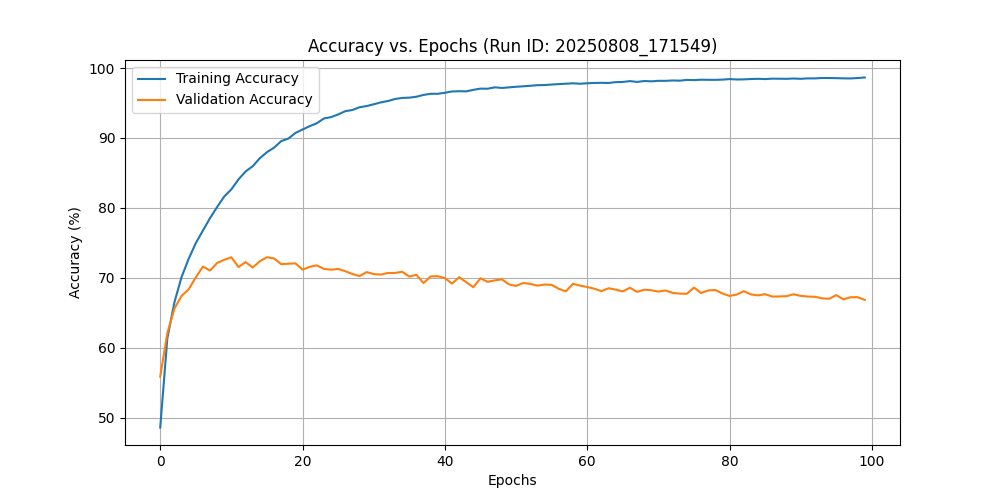 Accuracy vs. Epochs (Run ID: 20250808_171549)
Training Accuracy
Validation Accuracy
Accuracy (%)
100
90
80
70
60
50
0 20 40 60 80 100
Epochs